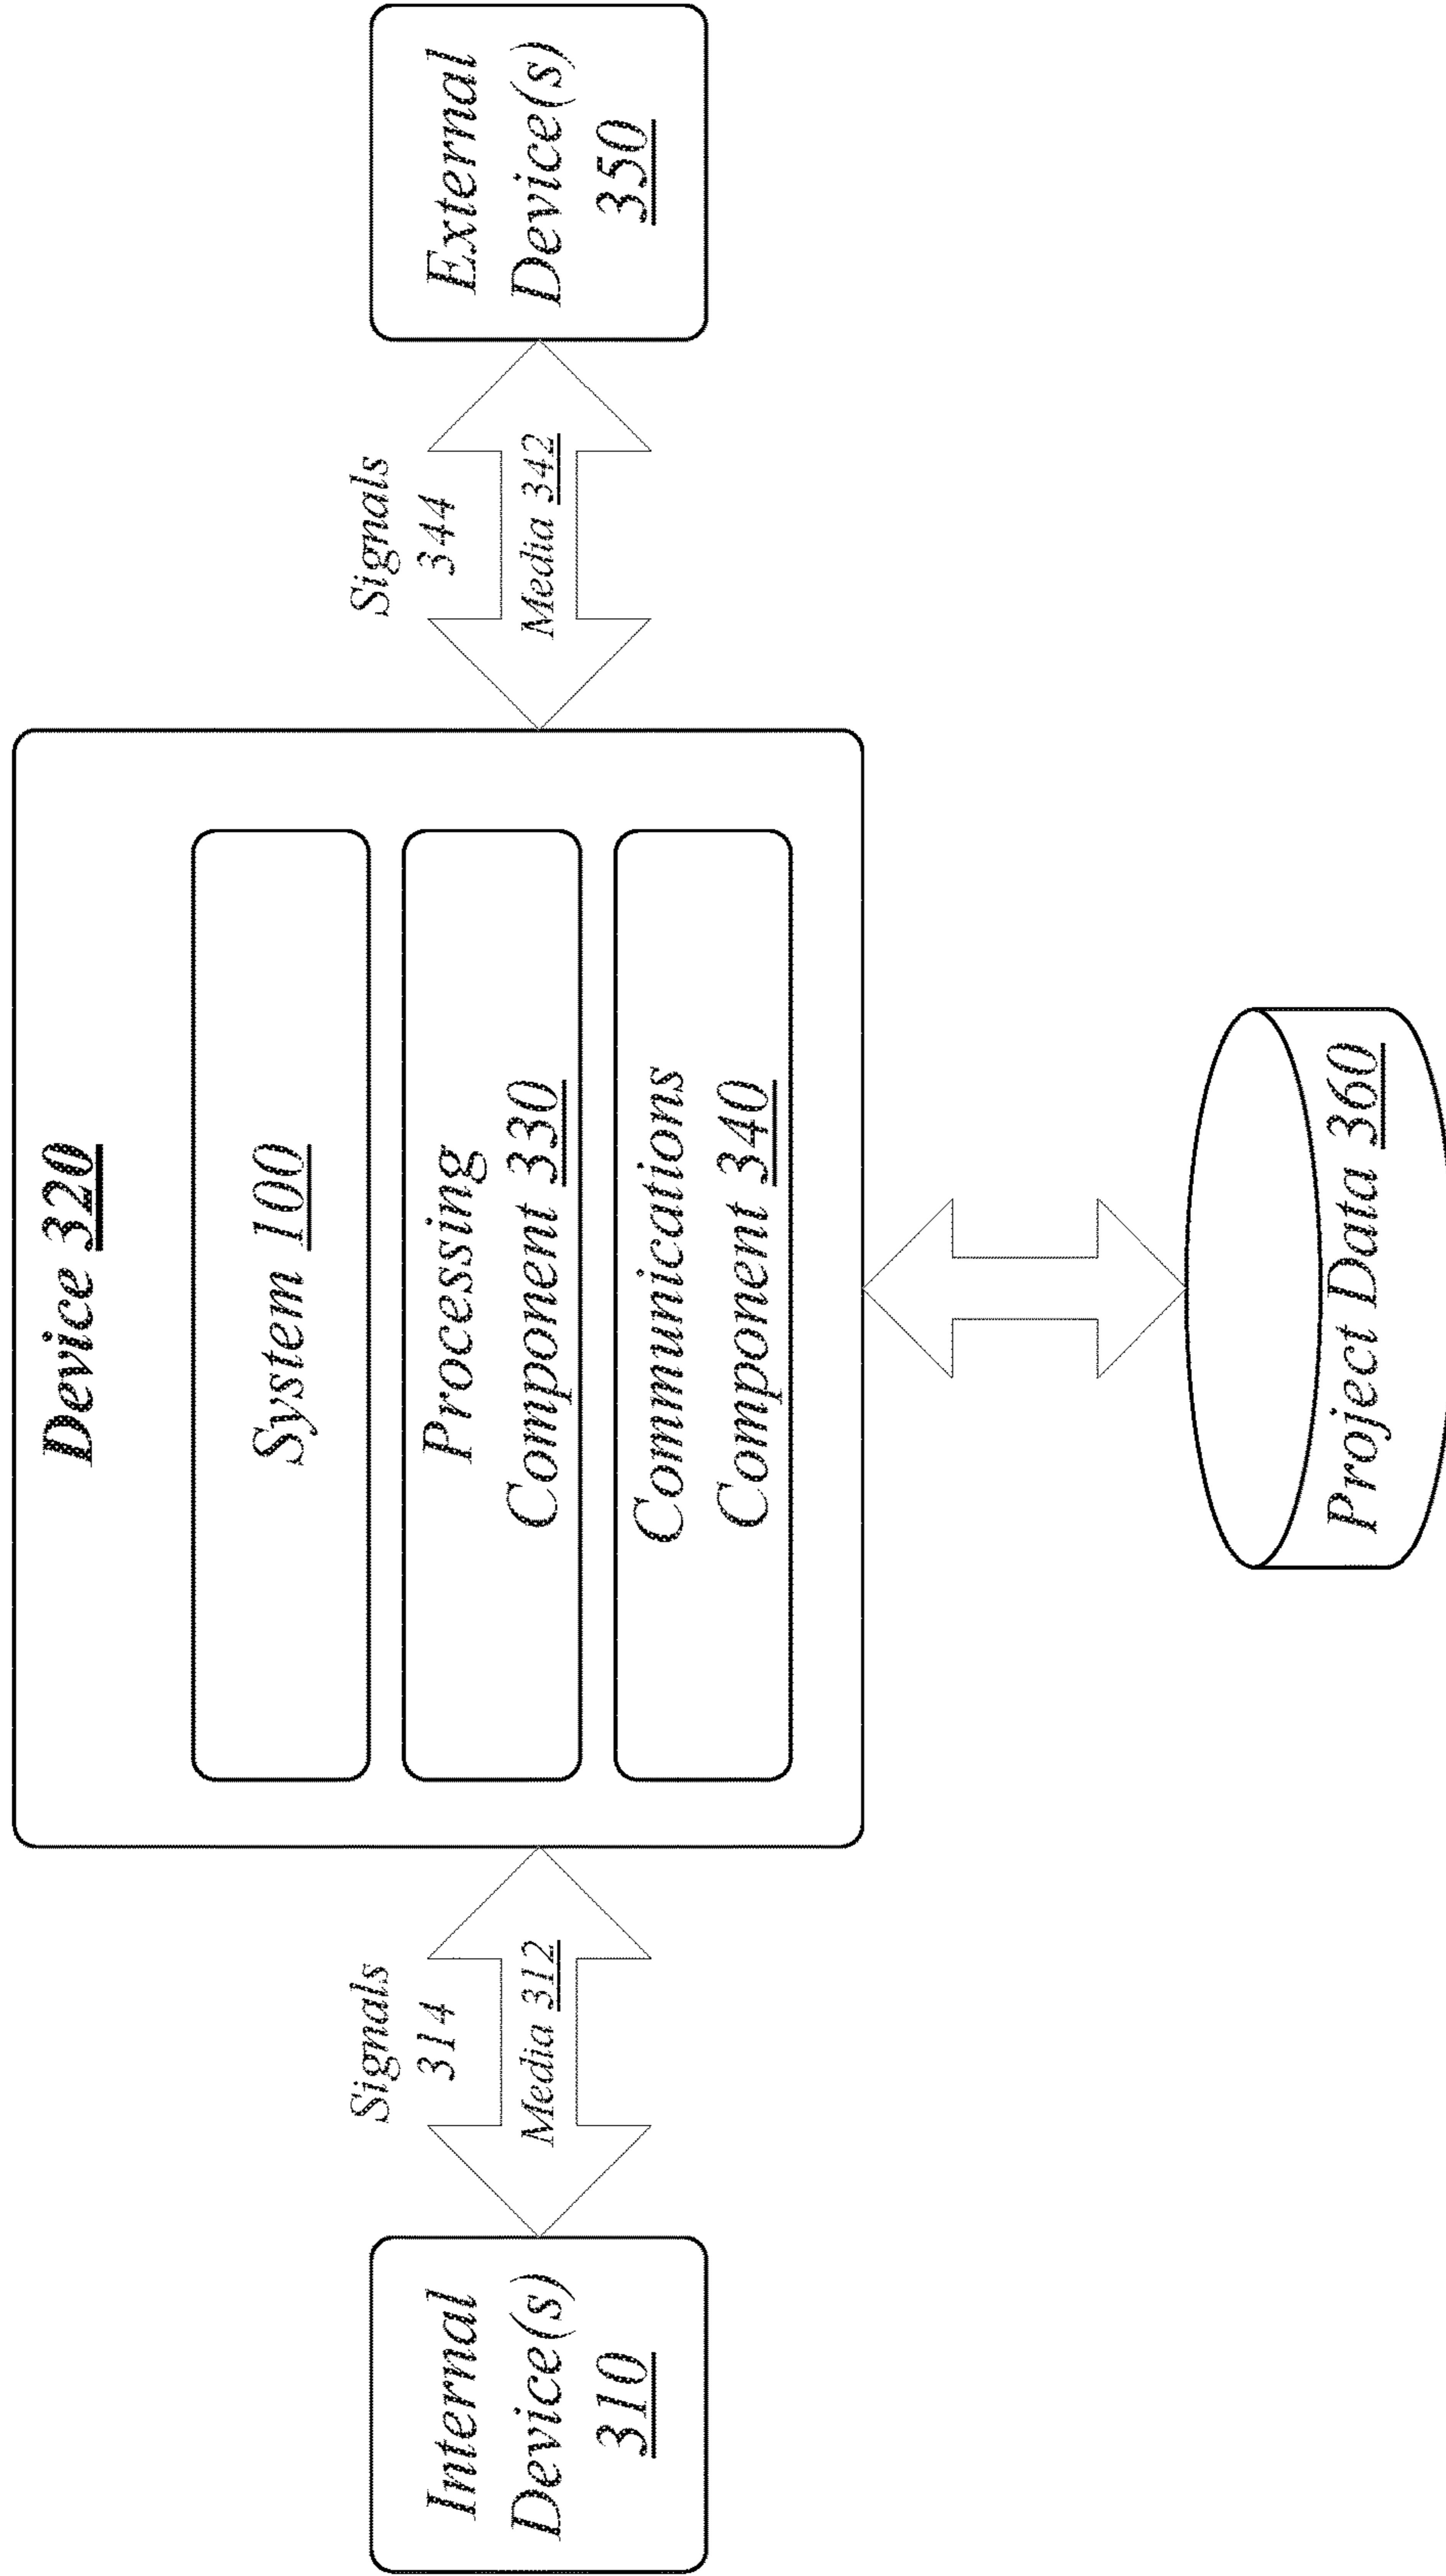 Device 320
System 100
Processing
Component 330
Communications
Component 340
Internal
Device(s)
310
Signals
314
Media 312
Signals
344
Media 342
External
Device(s)
350
Project Data 360